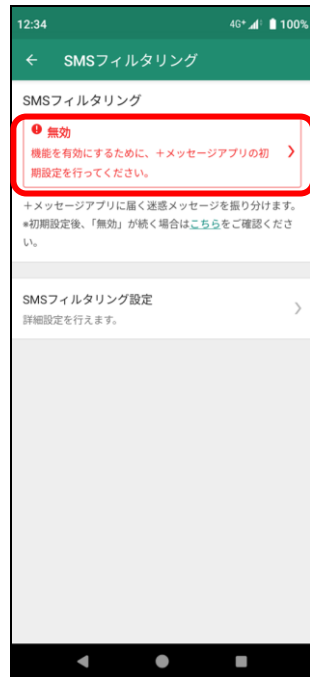 12:34 4G+ 100%
SMSフィルタリング
SMSフィルタリング
無効
機能を有効にするために、+メッセージアプリの初
期設定を行ってください。
+メッセージアプリに届く迷惑メッセージを振り分けます。
※初期設定後、「無効」が続く場合はこちらをご確認くださ
い。
SMSフィルタリング設定
詳細設定を行えます。